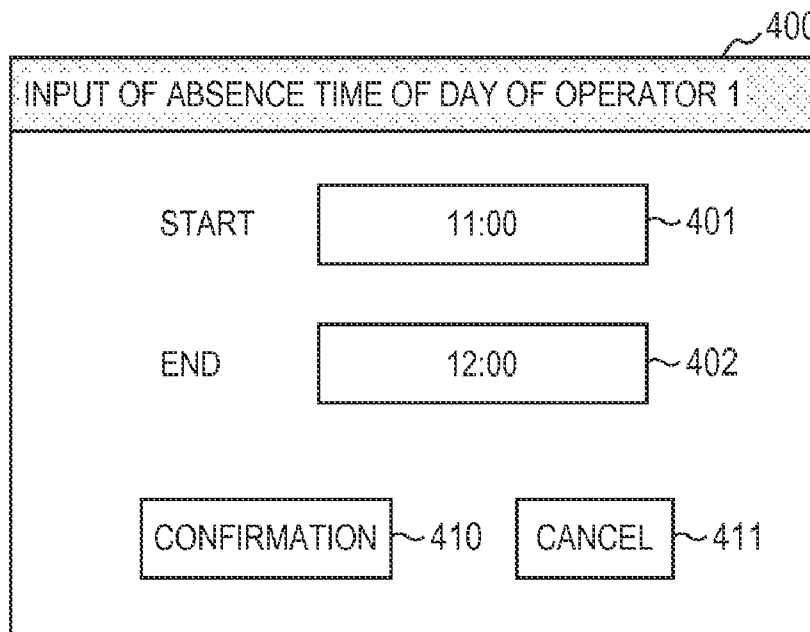 400
INPUT OF ABSENCE TIME OF DAY OF OPERATOR 1
START 11:00 401
END 12:00 402
CONFIRMATION 410 CANCEL 411